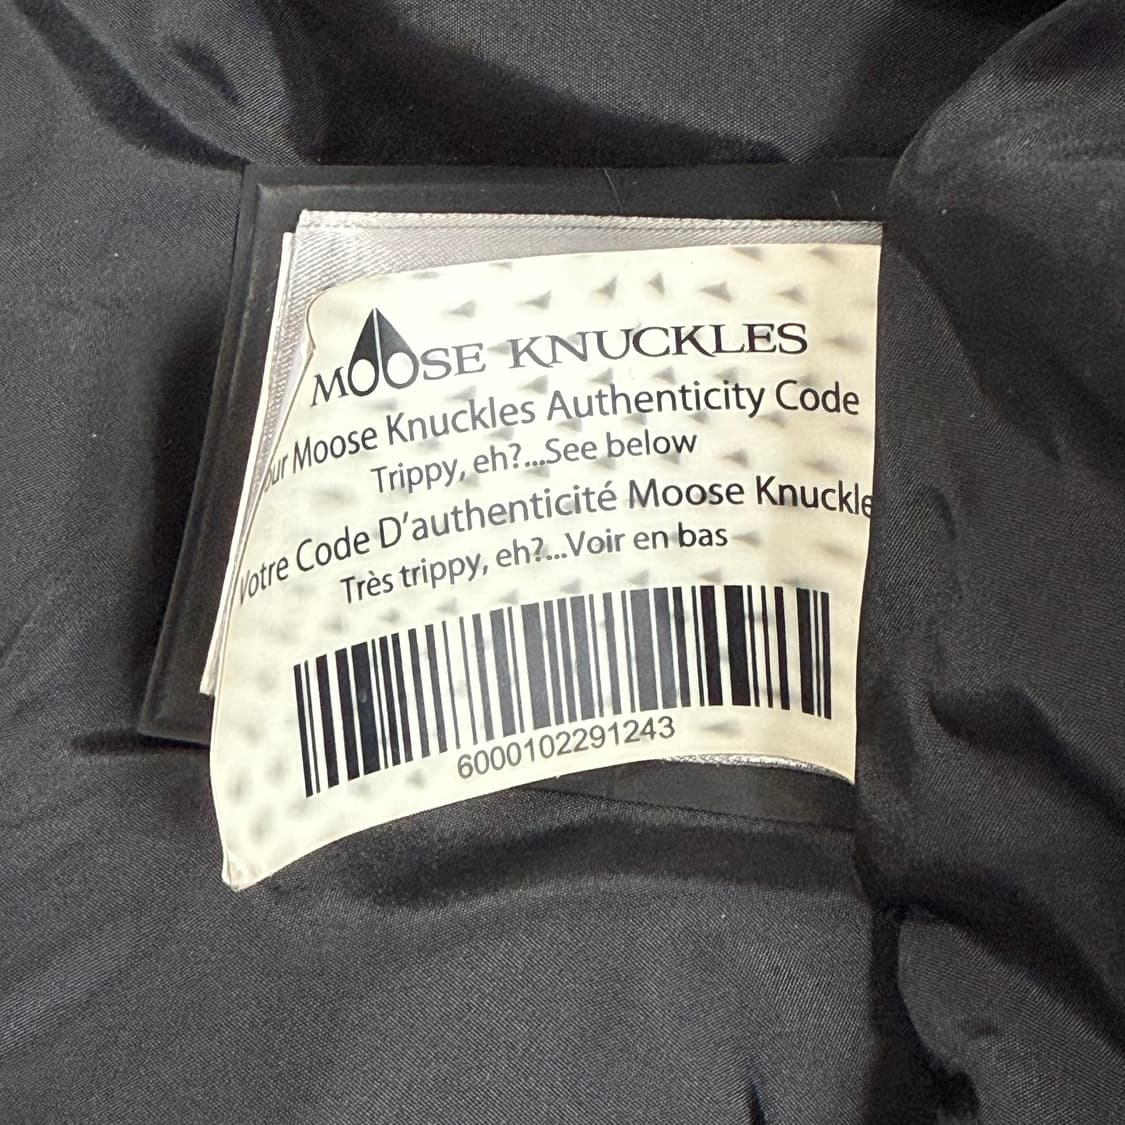 MOOSE KNUCKLES
ur Moose Knuckles Authenticity Code
Trippy, eh?...See below
Votre Code D'authenticité Moose Knuckle
Très trippy, eh?...Voir en bas
6000102291243